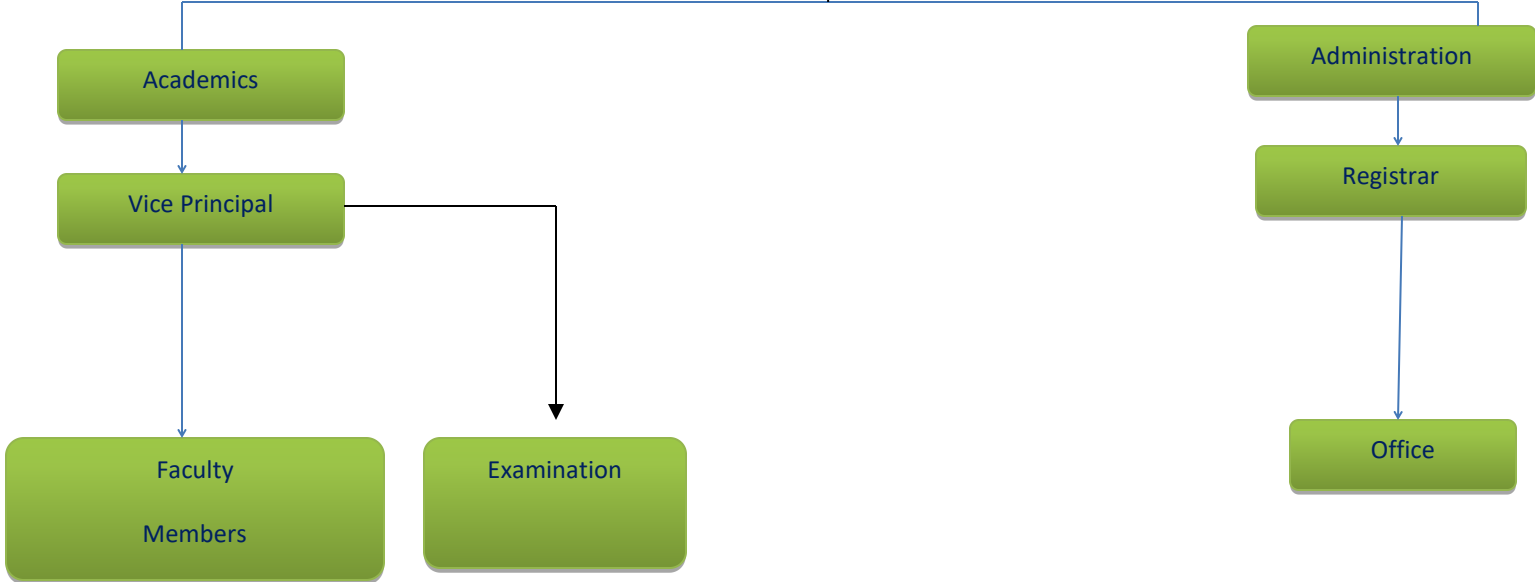 Academics
Administration
Vice Principal
Registrar
Faculty
Members
Examination
Office